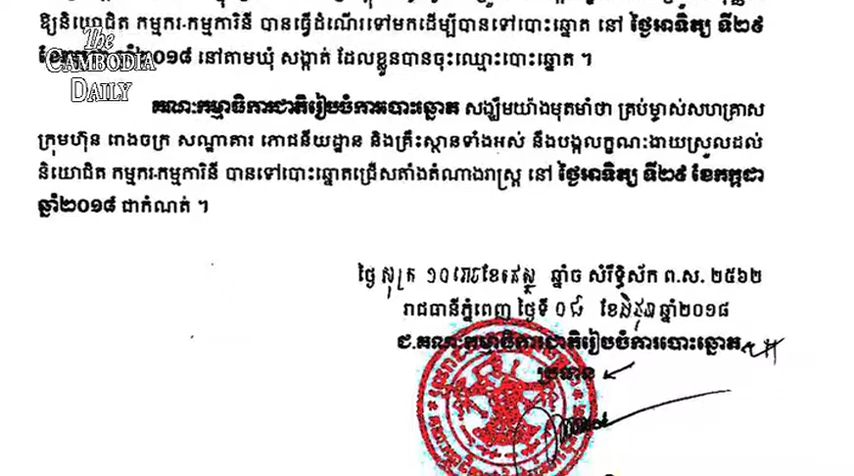 The
CAMBODIA
DAILY
ឱ្យនិយោជិត កម្មករ-កម្មការិនី បានធ្វើដំណើរទៅមកដើម្បីបានទៅបោះឆ្នោត នៅ ថ្ងៃអាទិត្យ ទី២៩
ឆ្នាំ២០១៨ នៅតាមឃុំ សង្កាត់ ដែលខ្លួនបានចុះឈ្មោះបោះឆ្នោត ។
គណៈកម្មាធិការជាតិរៀបចំការបោះឆ្នោត សង្ឃឹមយ៉ាងមុតមាំថា គ្រប់ម្ចាស់សហគ្រាស
ក្រុមហ៊ុន រោងចក្រ សណ្ឋាគារ ភោជនីយដ្ឋាន និងគ្រឹះស្ថានទាំងអស់ នឹងបង្កលក្ខណៈងាយស្រួលដល់
និយោជិត កម្មករ-កម្មការិនី បានទៅបោះឆ្នោតជ្រើសតាំងតំណាងរាស្ត្រ នៅ ថ្ងៃអាទិត្យ ទី២៩ ខែកក្កដា
ឆ្នាំ២០១៨ ជាកំណត់ ។
ថ្ងៃ សុក្រ ១០រោច ខែជេស្ឋ ឆ្នាំច សំរឹទ្ធិស័ក ព.ស. ២៥៦២
រាជធានីភ្នំពេញ ថ្ងៃទី ០៨ ខែមិថុនា ឆ្នាំ២០១៨
ជ.គណៈកម្មាធិការជាតិរៀបចំការបោះឆ្នោត
ប្រធាន